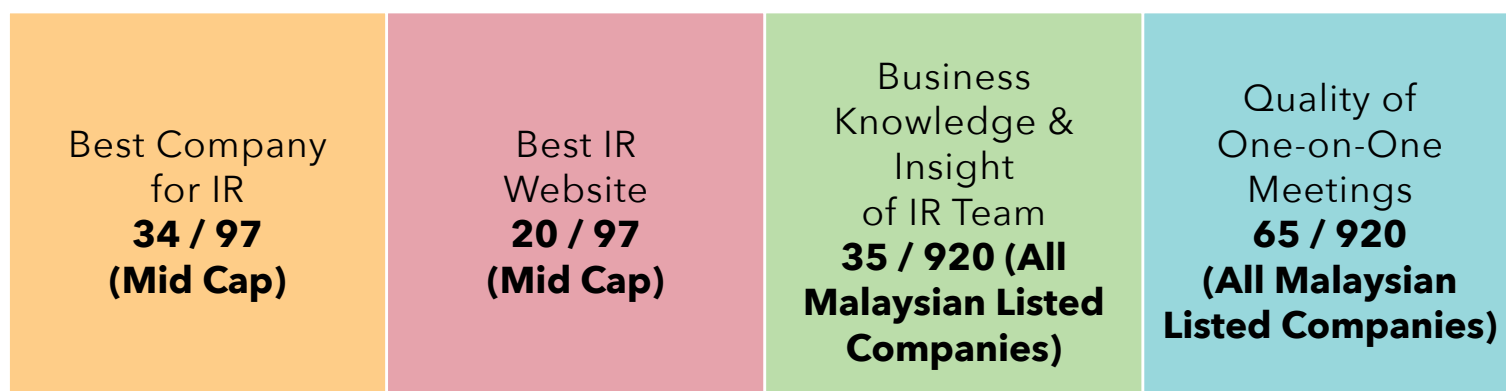 Best Company
for IR
34 / 97
(Mid Cap)
Best IR
Website
20 / 97
(Mid Cap)
Business
Knowledge &
Insight
of IR Team
35 / 920 (All
Malaysian Listed
Companies)
Quality of
One-on-One
Meetings
65 / 920
(All Malaysian
Listed Companies)